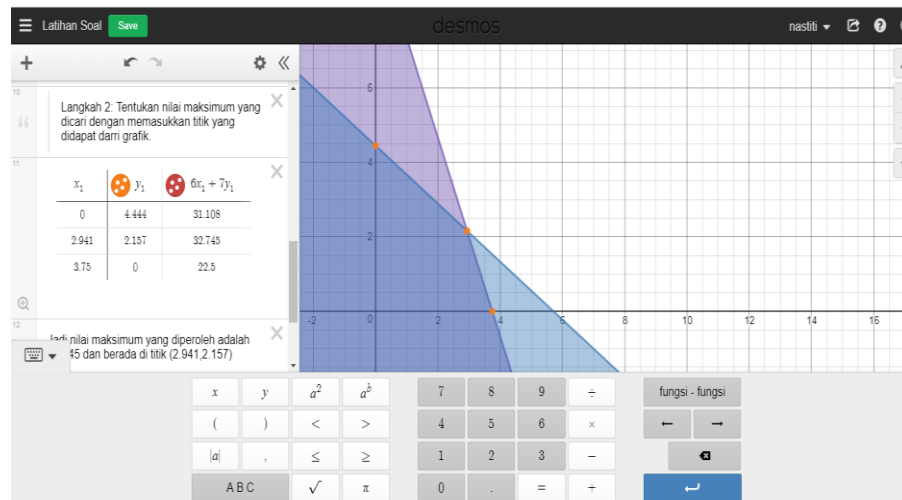 Latihan Soal Save desmos nastiti
10
Langkah 2: Tentukan nilai maksimum yang
dicari dengan memasukkan titik yang
didapat darri grafik.
11
x₁ y₁ 6x₁ + 7y₁
0 4.444 31.108
2.941 2.157 32.745
3.75 0 22.5
12
Jadi nilai maksimum yang diperoleh adalah
45 dan berada di titik (2.941,2.157)
6
4
2
-2 0 2 4 6 8 10 12 14 16
x y a² aᵇ 7 8 9 ÷ fungsi - fungsi
( ) < > 4 5 6 × ← →
|a| , ≤ ≥ 1 2 3 −
A B C √ π 0 . = +